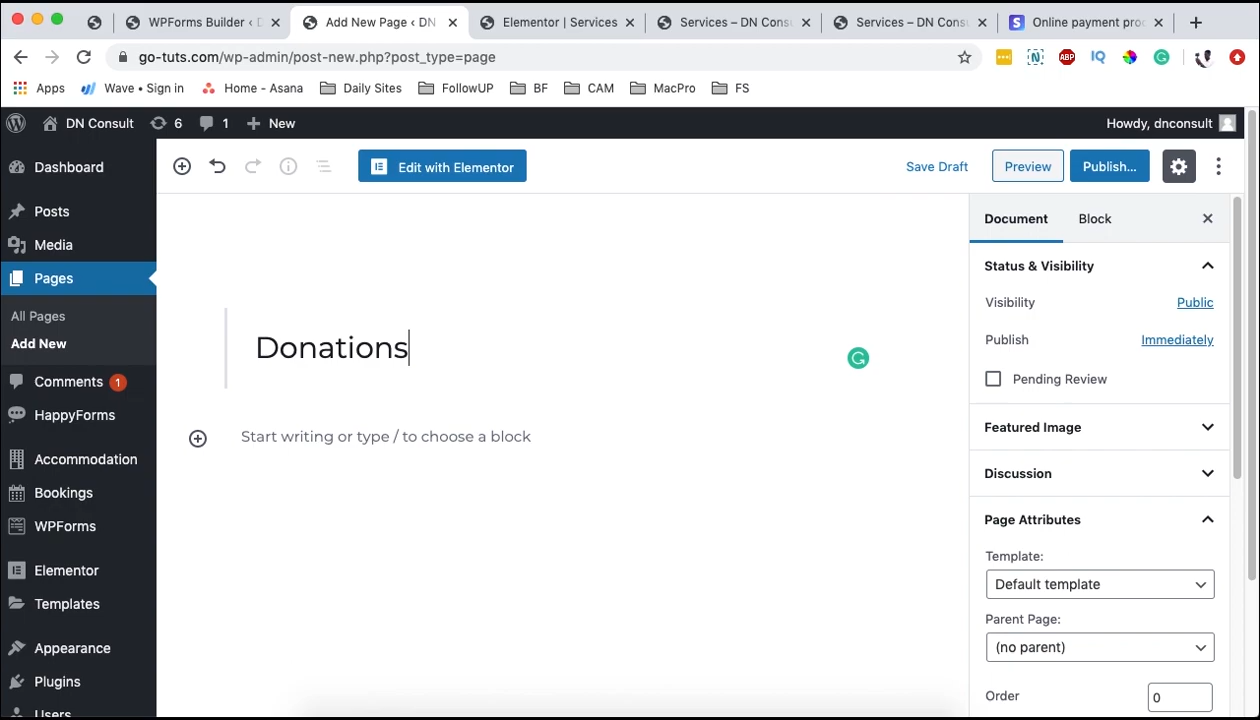 WPForms Builder ‹ D
Add New Page ‹ DN
Elementor | Services
Services – DN Consu
Services – DN Consu
Online payment pro
go-tuts.com/wp-admin/post-new.php?post_type=page
ABP
IQ
Apps
Wave • Sign in
Home - Asana
Daily Sites
FollowUP
BF
CAM
MacPro
FS
DN Consult
6
1
New
Howdy, dnconsult
Dashboard
Posts
Media
Pages
All Pages
Add New
Comments 1
HappyForms
Accommodation
Bookings
WPForms
Elementor
Templates
Appearance
Plugins
Users
Edit with Elementor
Save Draft
Preview
Publish...
Donations
Start writing or type / to choose a block
Document
Block
Status & Visibility
Visibility
Public
Publish
Immediately
Pending Review
Featured Image
Discussion
Page Attributes
Template:
Default template
Parent Page:
(no parent)
Order
0